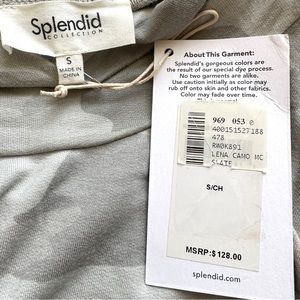 Splendid
COLLECTION
S
MADE IN
CHINA
About This Garment:
Splendid's gorgeous colors are
the result of our special dye process
No two garments are alike.
Use caution initially as color may
rub off onto skin and other fabrics.
Color may fade over time.
969 053 0
400151527188
478
RW0K891
LENA CAMO MC
SLATE
S/CH
MSRP:$128.00
splendid.com